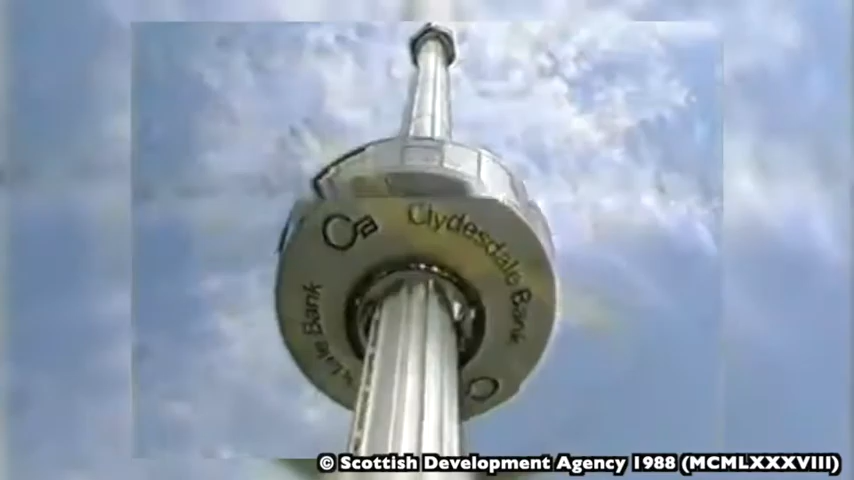 Clydesdale Bank
Bank
© Scottish Development Agency 1988 (MCMLXXXVIII)